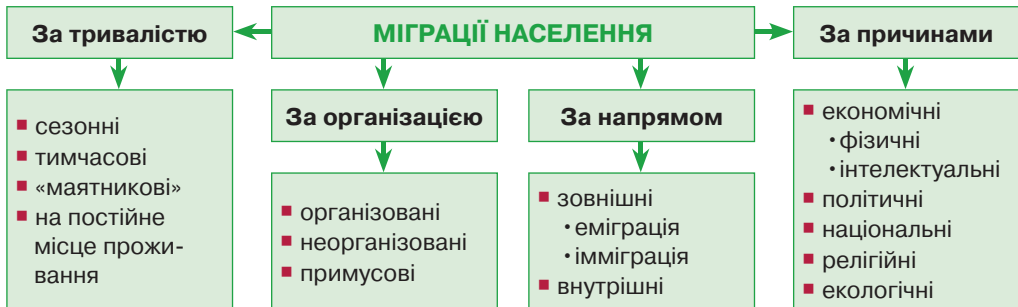 МІГРАЦІЇ НАСЕЛЕННЯ
За тривалістю
▪ сезонні
▪ тимчасові
▪ «маятникові»
▪ на постійне
місце прожи-
вання
За організацією
▪ організовані
▪ неорганізовані
▪ примусові
За напрямом
▪ зовнішні
• еміграція
• імміграція
▪ внутрішні
За причинами
▪ економічні
• фізичні
• інтелектуальні
▪ політичні
▪ національні
▪ релігійні
▪ екологічні